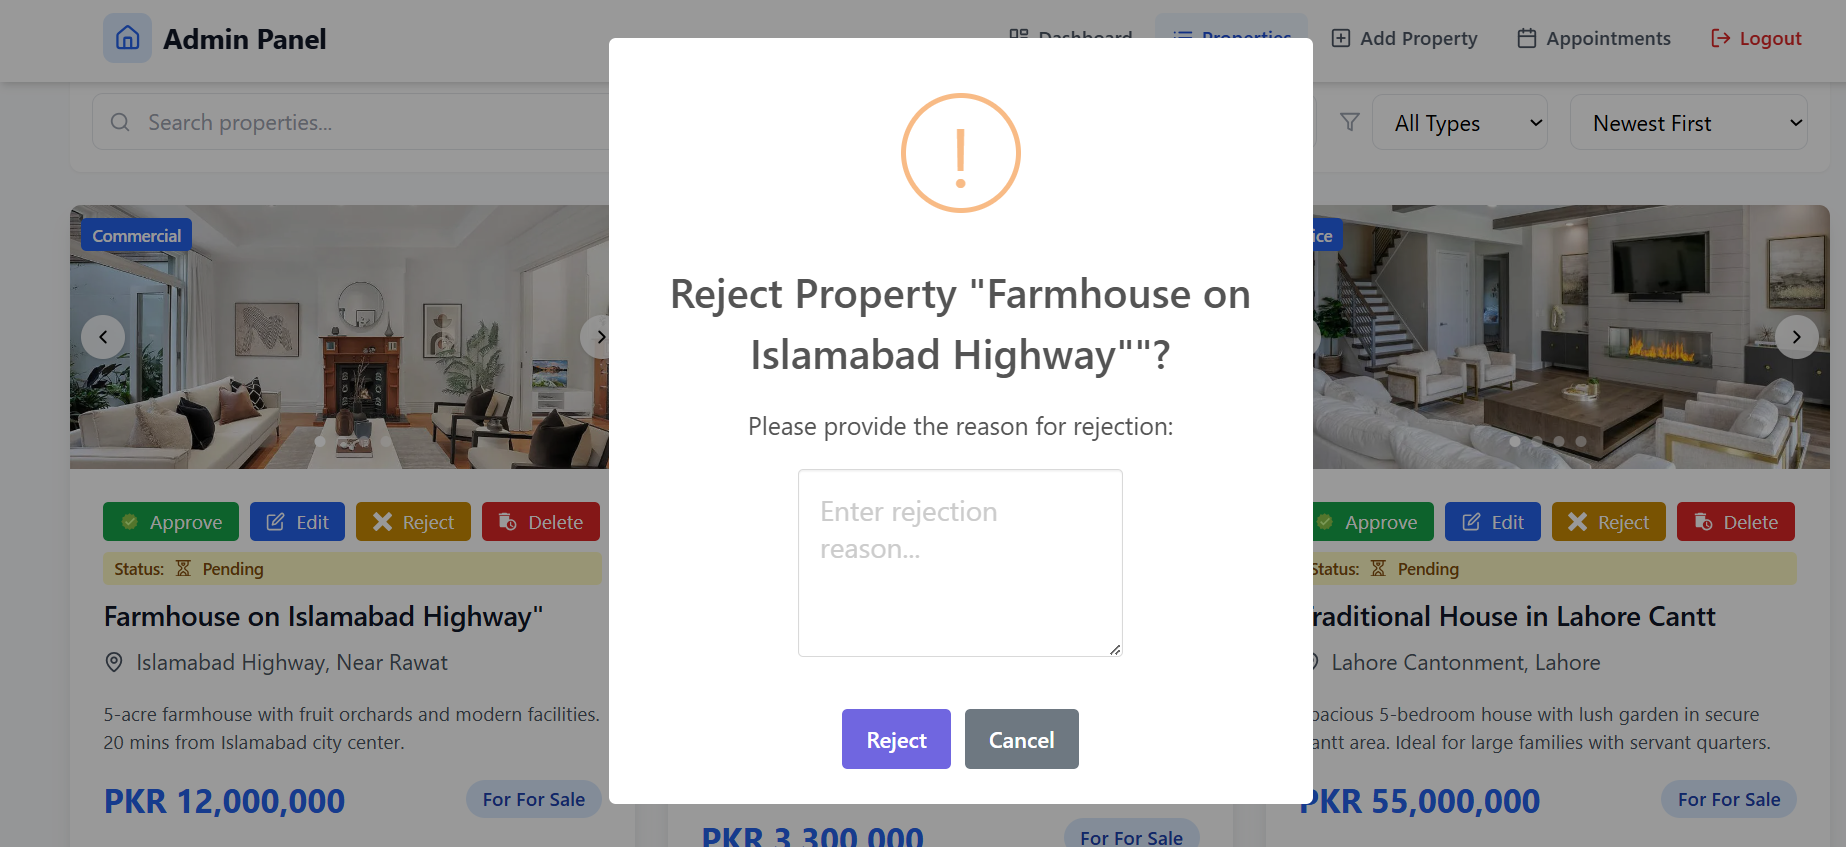 Admin Panel
Dashboard
Properties
Add Property
Appointments
Logout
Search properties...
All Types
Newest First
Commercial
Reject Property "Farmhouse on
Islamabad Highway""?
Please provide the reason for rejection:
Enter rejection
reason...
Reject
Cancel
Approve
Edit
Reject
Delete
Status: Pending
Farmhouse on Islamabad Highway"
Islamabad Highway, Near Rawat
5-acre farmhouse with fruit orchards and modern facilities.
20 mins from Islamabad city center.
PKR 12,000,000
For For Sale
PKR 3,300,000
For For Sale
Approve
Edit
Reject
Delete
Status: Pending
raditional House in Lahore Cantt
Lahore Cantonment, Lahore
pacious 5-bedroom house with lush garden in secure
antt area. Ideal for large families with servant quarters.
PKR 55,000,000
For For Sale